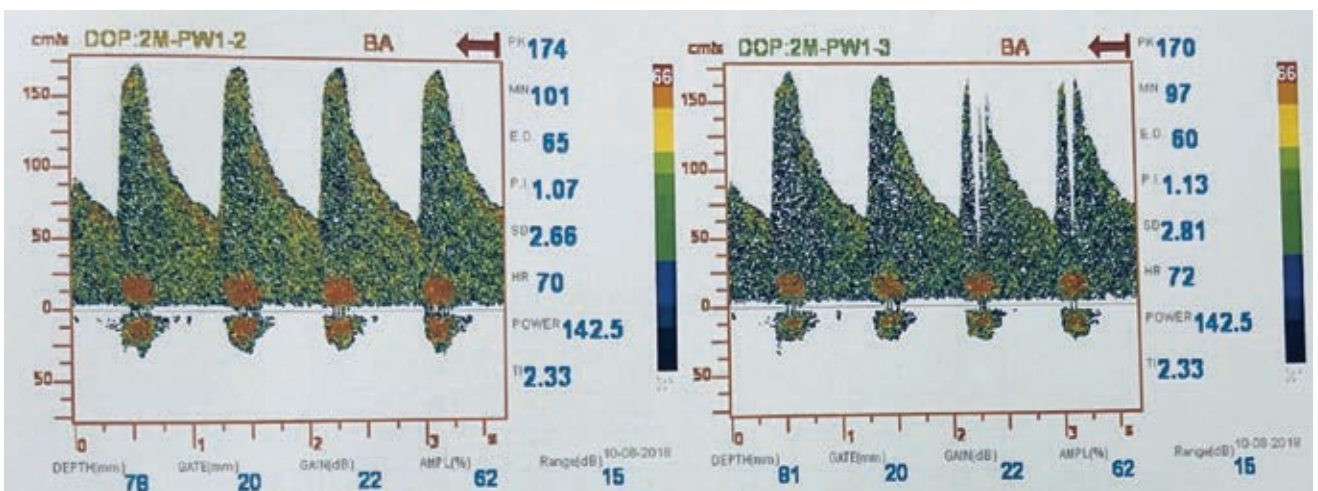 cm/s DOP:2M-PW1-2 BA
PK 174
66
MN 101
E.D. 65
P.I. 1.07
SD 2.66
HR 70
POWER 142.5
TI 2.33
150
100
50
0
50
0 1 2 3 s
DEPTH(mm) 78 GATE(mm) 20 GAIN(dB) 22 AMPL(%) 62 Range(dB) 15
10-08-2018
cm/s DOP:2M-PW1-3 BA
PK 170
66
MN 97
E.D. 60
P.I. 1.13
SD 2.81
HR 72
POWER 142.5
TI 2.33
150
100
50
0
50
0 1 2 3 s
DEPTH(mm) 81 GATE(mm) 20 GAIN(dB) 22 AMPL(%) 62 Range(dB) 15
10-08-2018